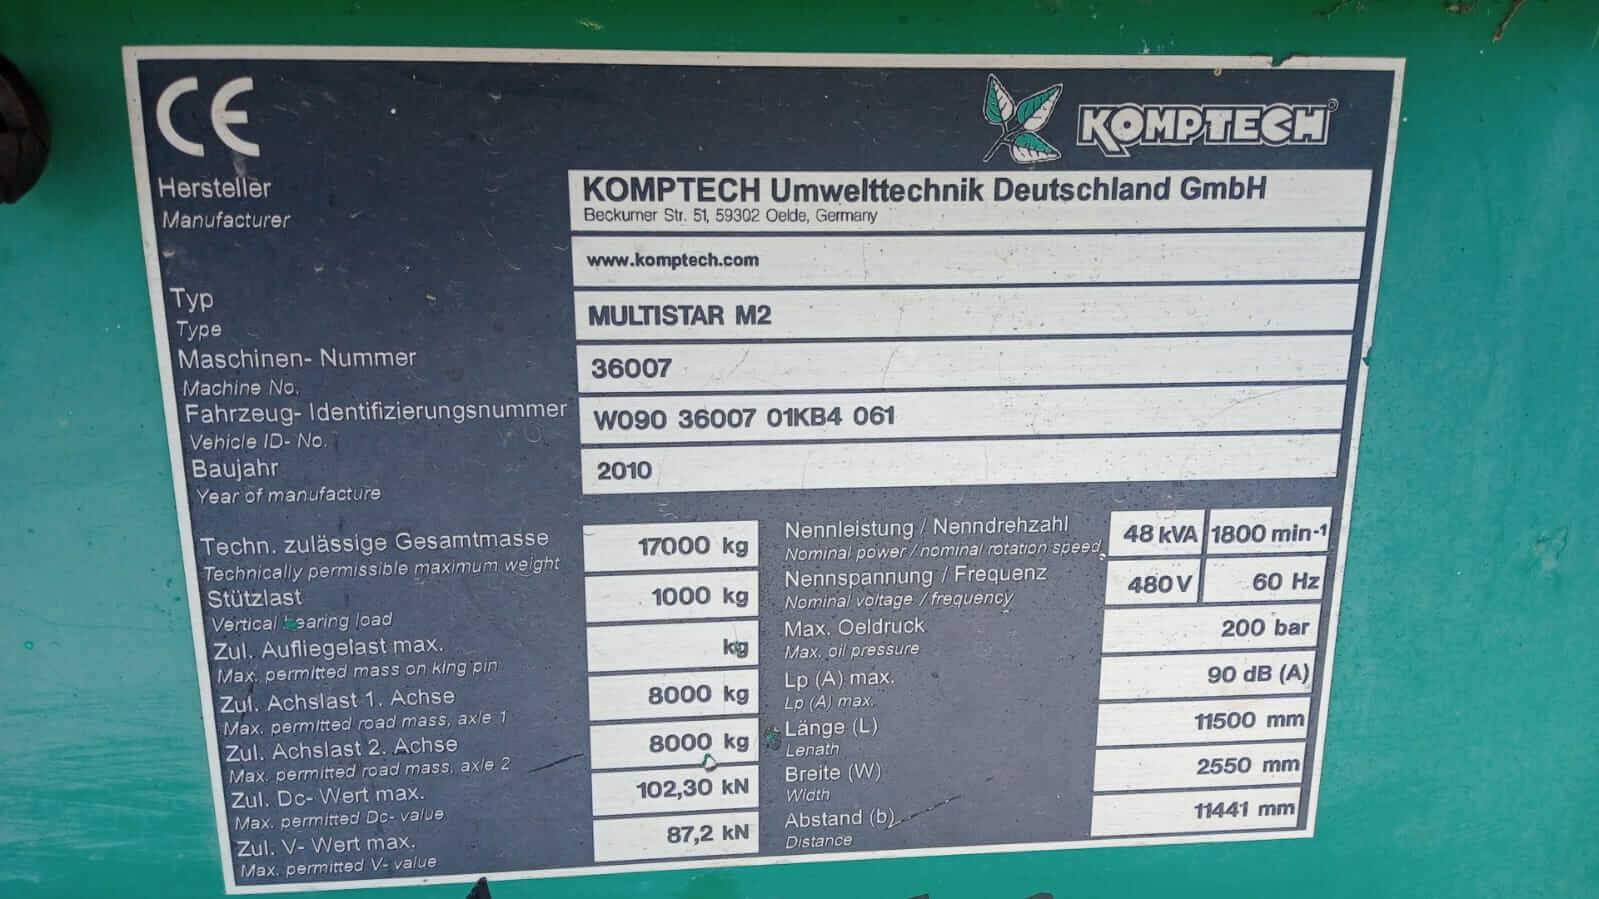 CE
KOMPTECH
Hersteller
Manufacturer
KOMPTECH Umwelttechnik Deutschland GmbH
Beckumer Str. 51, 59302 Oelde, Germany
www.komptech.com
Typ
Type
MULTISTAR M2
Maschinen- Nummer
Machine No.
36007
Fahrzeug- Identifizierungsnummer
Vehicle ID- No.
W090 36007 01KB4 061
Baujahr
Year of manufacture
2010
Techn. zulässige Gesamtmasse
Technically permissible maximum weight
17000 kg
Stützlast
Vertical bearing load
1000 kg
Zul. Aufliegelast max.
Max. permitted mass on king pin
kg
Zul. Achslast 1. Achse
Max. permitted road mass, axle 1
8000 kg
Zul. Achslast 2. Achse
Max. permitted road mass, axle 2
8000 kg
Zul. Dc- Wert max.
Max. permitted Dc- value
102,30 kN
Zul. V- Wert max.
Max. permitted V- value
87,2 kN
Nennleistung / Nenndrehzahl
Nominal power / nominal rotation speed
48 kVA 1800 min-¹
Nennspannung / Frequenz
Nominal voltage / frequency
480 V 60 Hz
Max. Oeldruck
Max. oil pressure
200 bar
Lp (A) max.
Lp (A) max.
90 dB (A)
Länge (L)
Lenath
11500 mm
Breite (W)
Width
2550 mm
Abstand (b)
Distance
11441 mm